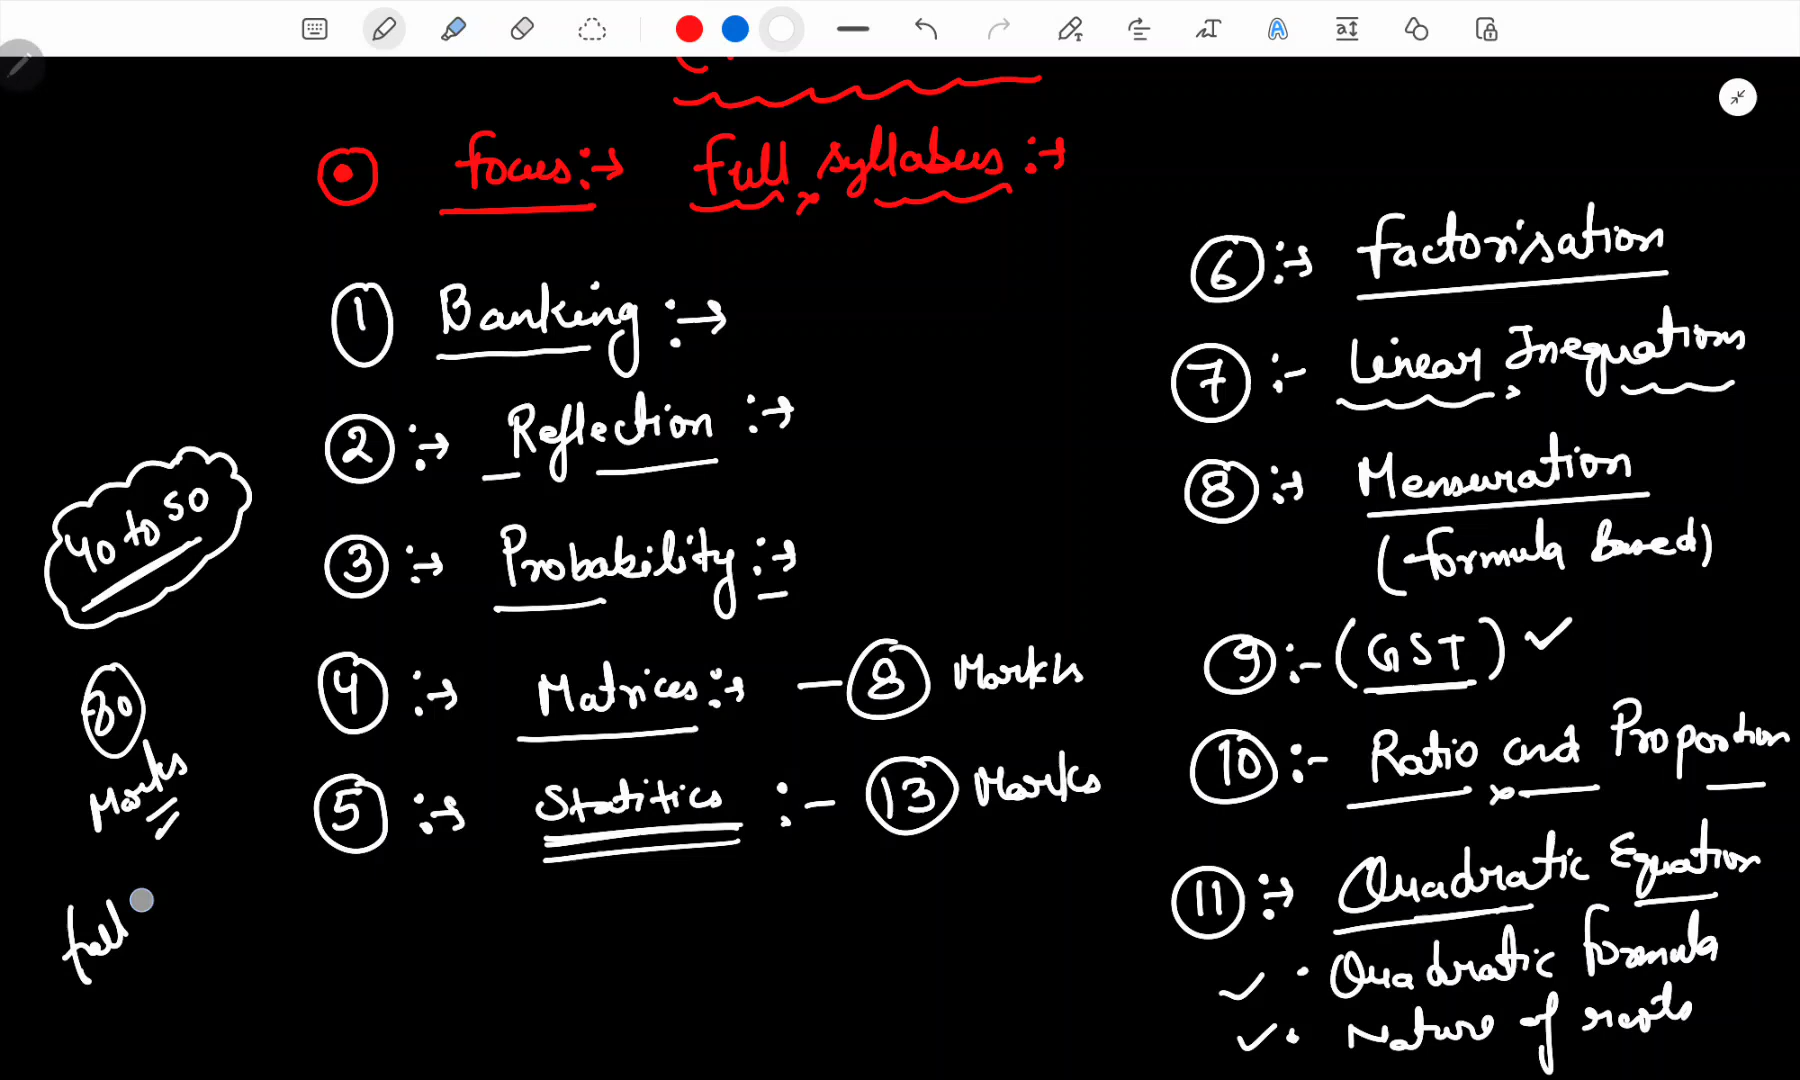 focus:→ full syllabus:→
1 Banking:→
2 :→ Reflection:→
3 :→ Probability:→
4 :→ Matrices:→ — 8 Marks
5 :→ Statitics :- 13 Marks
40 to 50
80
Marks
full
6 :→ factorisation
7 :- Linear Inequations
8 :→ Mensuration
(formula Based)
9 :- (GST) ✓
10 :- Ratio and Proportion
11 :→ Quadratic Equation
✓ • Quadratic formula
✓ • Nature of roots